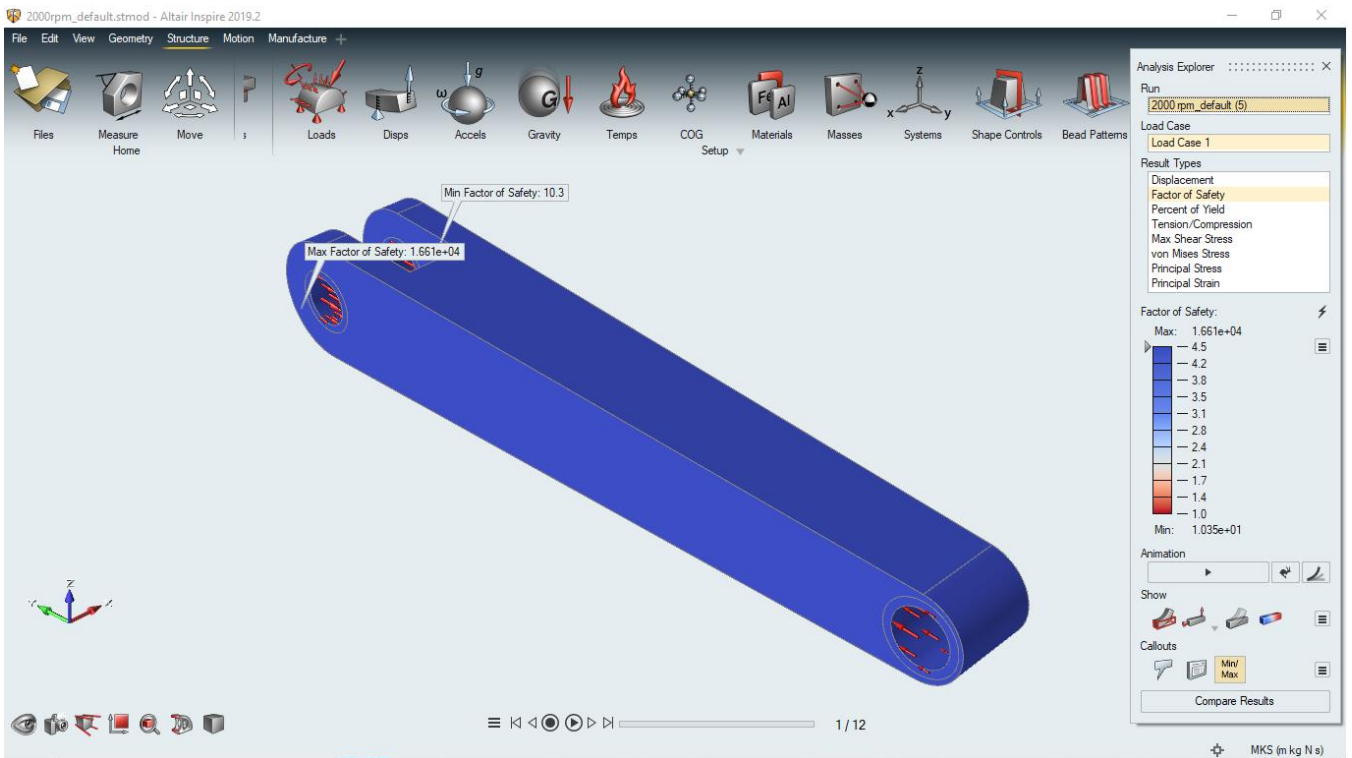 2000rpm_default.stmod - Altair Inspire 2019.2
File Edit View Geometry Structure Motion Manufacture
Files Measure Move s Loads Disps Accels Gravity Temps COG Materials Masses Systems Shape Controls Bead Patterns
Home Setup
g
ω
G
Fe Al
z
x y
Min Factor of Safety: 10.3
Max Factor of Safety: 1.661e+04
Z
Y X
1 / 12
Analysis Explorer
Run
2000 rpm_default (5)
Load Case
Load Case 1
Result Types
Displacement
Factor of Safety
Percent of Yield
Tension/Compression
Max Shear Stress
von Mises Stress
Principal Stress
Principal Strain
Factor of Safety:
Max: 1.661e+04
4.5
4.2
3.8
3.5
3.1
2.8
2.4
2.1
1.7
1.4
1.0
Min: 1.035e+01
Animation
Show
Callouts
Min/
Max
Compare Results
MKS (m kg N s)